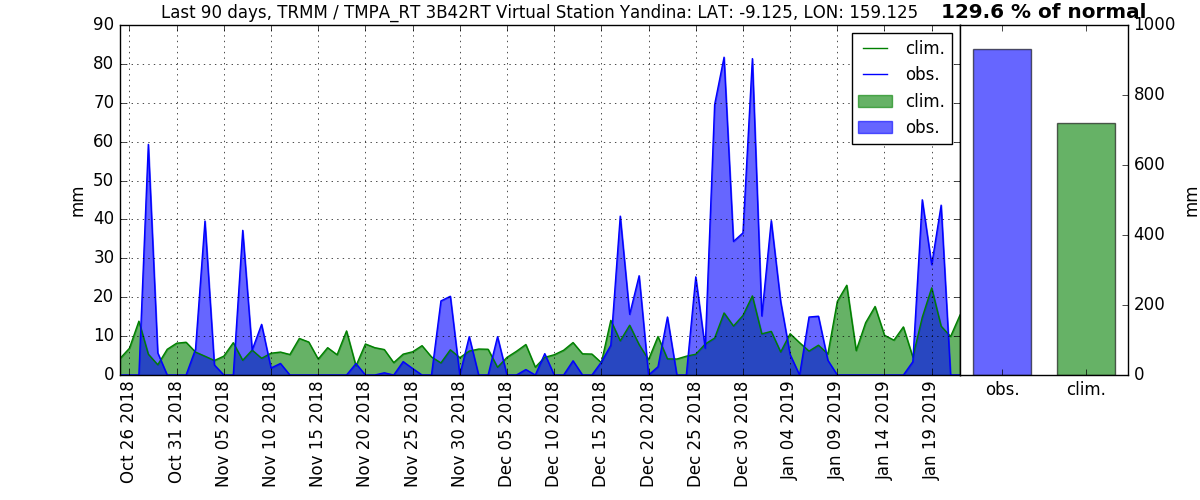 Last 90 days, TRMM / TMPA_RT 3B42RT Virtual Station Yandina: LAT: -9.125, LON: 159.125
129.6 % of normal
90
80
70
60
50
40
30
20
10
0
mm
clim.
obs.
clim.
obs.
1000
800
600
400
200
0
mm
Oct 26 2018
Oct 31 2018
Nov 05 2018
Nov 10 2018
Nov 15 2018
Nov 20 2018
Nov 25 2018
Nov 30 2018
Dec 05 2018
Dec 10 2018
Dec 15 2018
Dec 20 2018
Dec 25 2018
Dec 30 2018
Jan 04 2019
Jan 09 2019
Jan 14 2019
Jan 19 2019
obs.
clim.